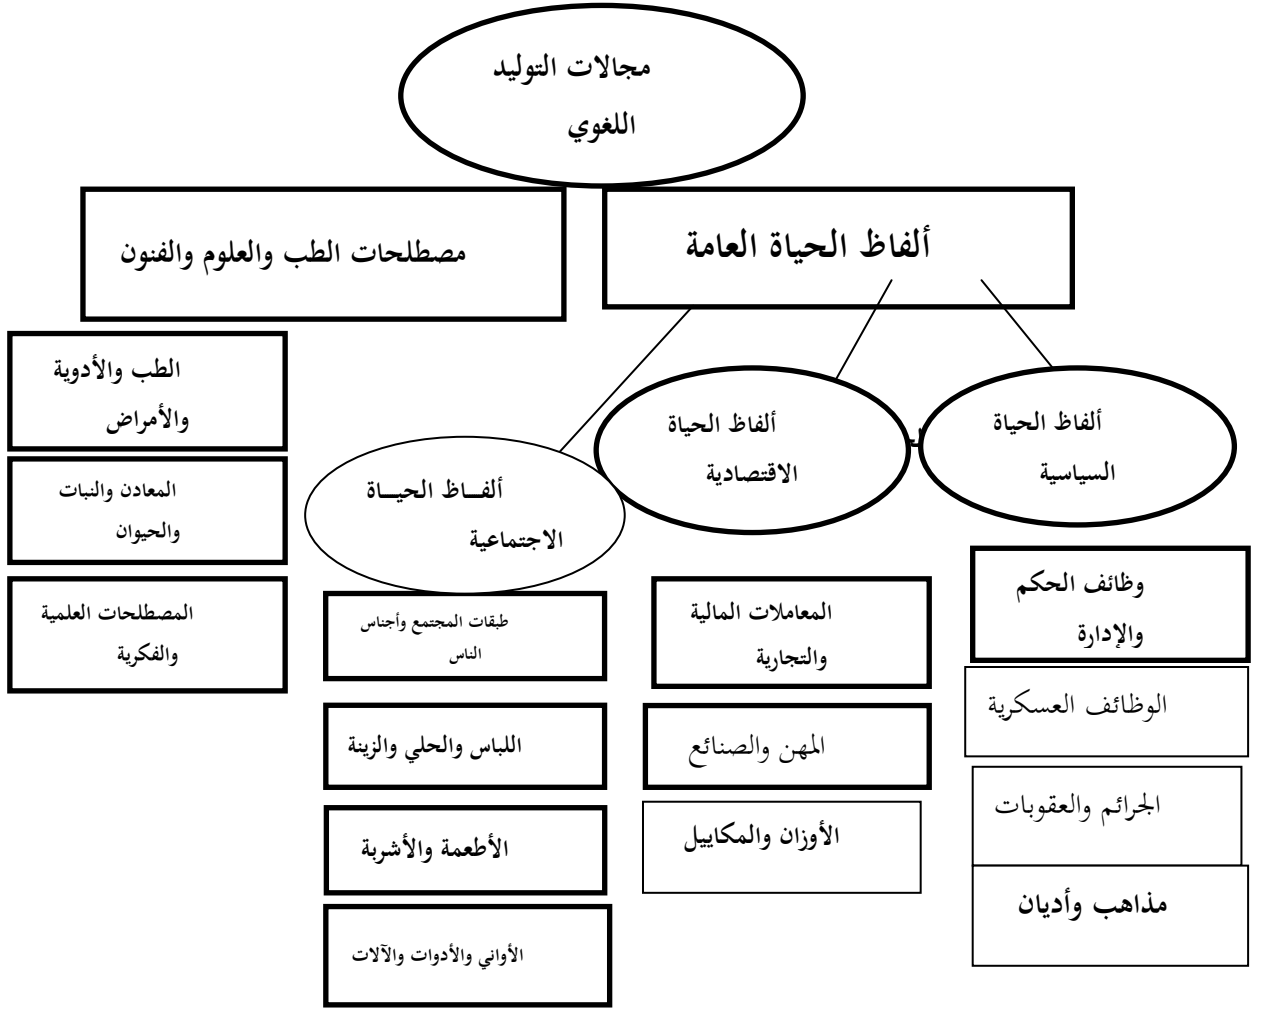 مجالات التوليد
اللغوي
ألفاظ الحياة العامة
مصطلحات الطب والعلوم والفنون
ألفاظ الحياة
السياسية
ألفاظ الحياة
الاقتصادية
ألفـــاظ الحيـــاة
الاجتماعية
وظائف الحكم
والإدارة
الوظائف العسكرية
الجرائم والعقوبات
مذاهب وأديان
المعاملات المالية
والتجارية
المهن والصنائع
الأوزان والمكاييل
طبقات المجتمع وأجناس
الناس
اللباس والحلي والزينة
الأطعمة والأشربة
الأواني والأدوات والآلات
الطب والأدوية
والأمراض
المعادن والنبات
والحيوان
المصطلحات العلمية
والفكرية